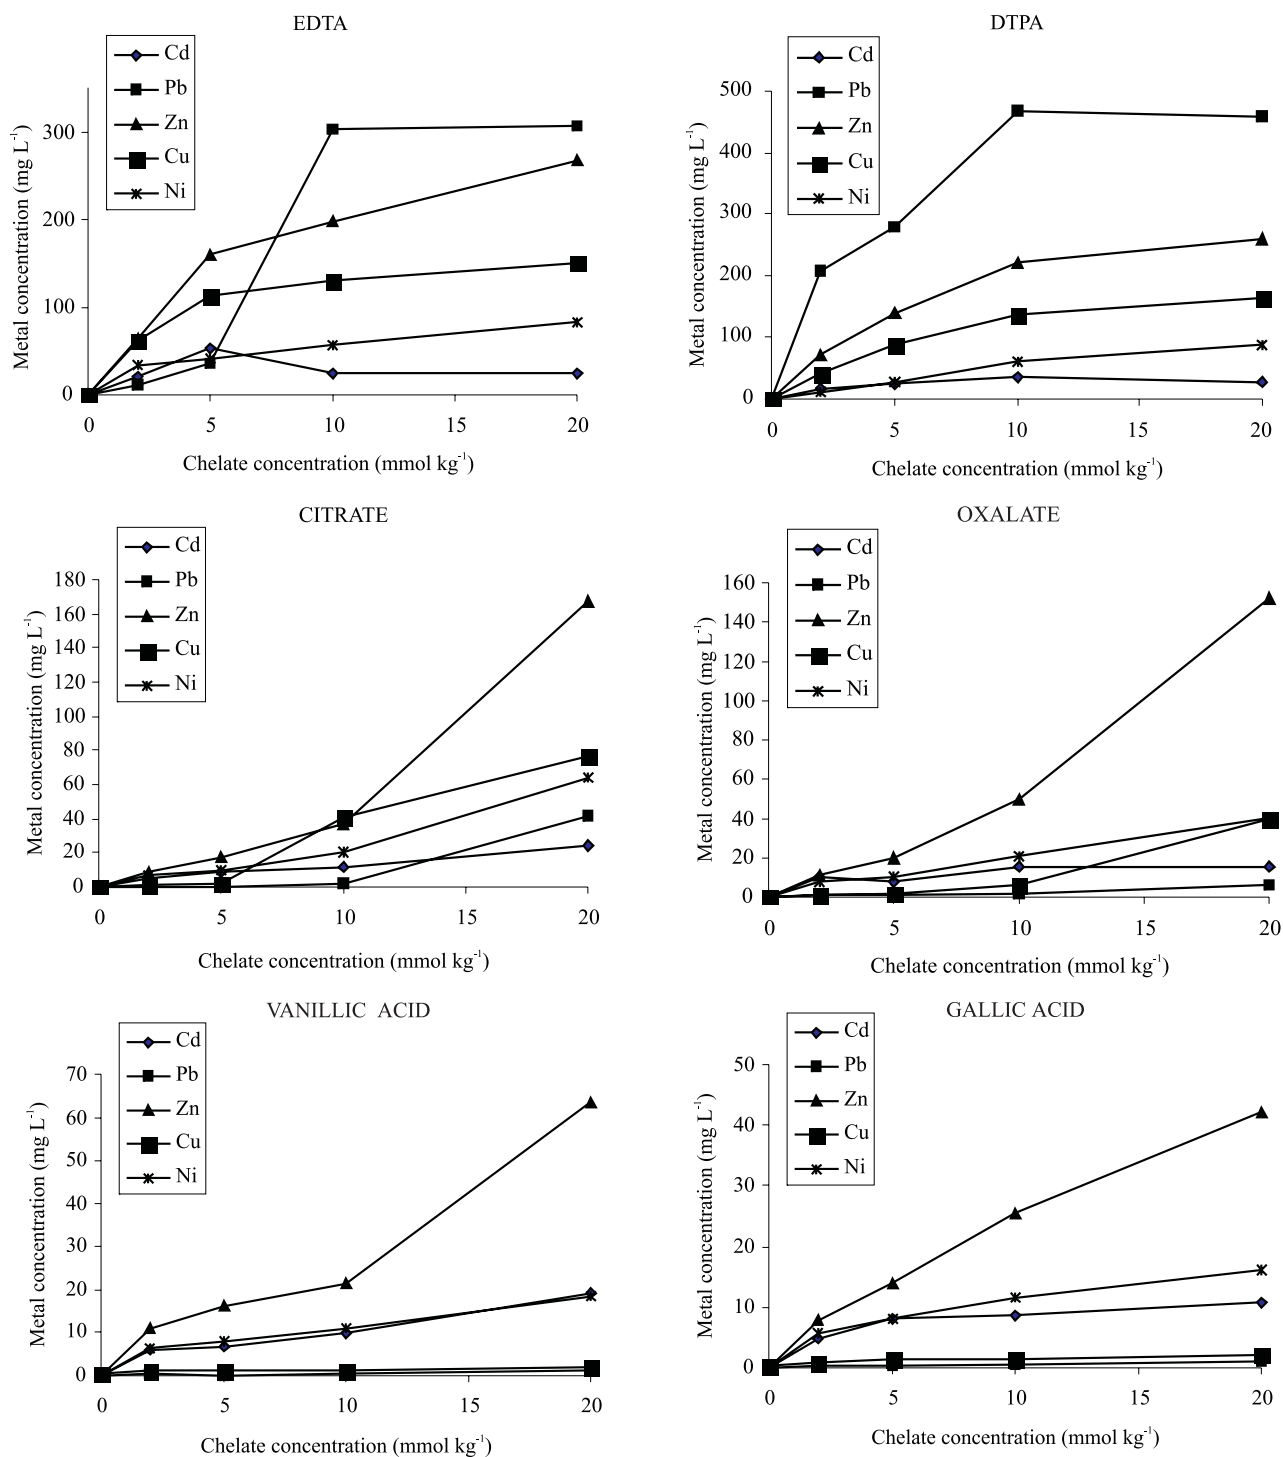 EDTA
Cd
Pb
Zn
Cu
Ni
300
200
100
0
Metal concentration (mg L-1)
0 5 10 15 20
Chelate concentration (mmol kg-1)
DTPA
Cd
Pb
Zn
Cu
Ni
500
400
300
200
100
0
Metal concentration (mg L-1)
0 5 10 15 20
Chelate concentration (mmol kg-1)
CITRATE
Cd
Pb
Zn
Cu
Ni
180
160
140
120
100
80
60
40
20
0
Metal concentration (mg L-1)
0 5 10 15 20
Chelate concentration (mmol kg-1)
OXALATE
Cd
Pb
Zn
Cu
Ni
160
140
120
100
80
60
40
20
0
Metal concentration (mg L-1)
0 5 10 15 20
Chelate concentration (mmol kg-1)
VANILLIC ACID
Cd
Pb
Zn
Cu
Ni
70
60
50
40
30
20
10
0
Metal concentration (mg L-1)
0 5 10 15 20
Chelate concentration (mmol kg-1)
GALLIC ACID
Cd
Pb
Zn
Cu
Ni
50
40
30
20
10
0
Metal concentration (mg L-1)
0 5 10 15 20
Chelate concentration (mmol kg-1)